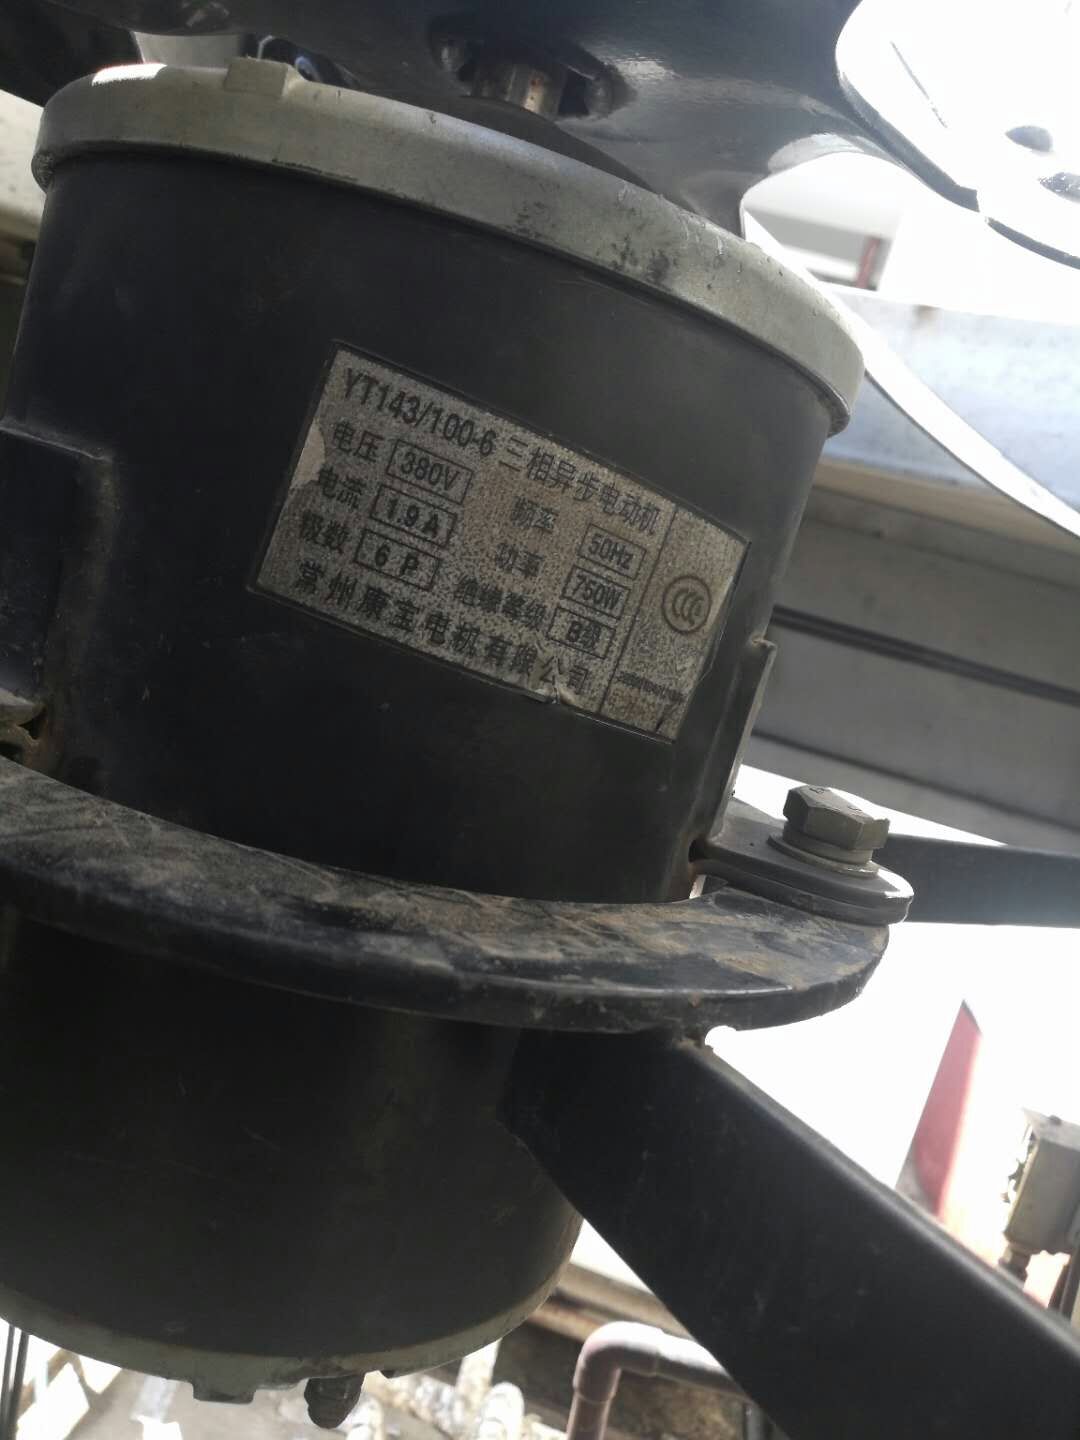 YT143/100-6 三相异步电动机
电压 380V 频率 50Hz
电流 1.9A 功率 750W
极数 6 P 绝缘等级 B级
常州康宝电机有限公司
CCC